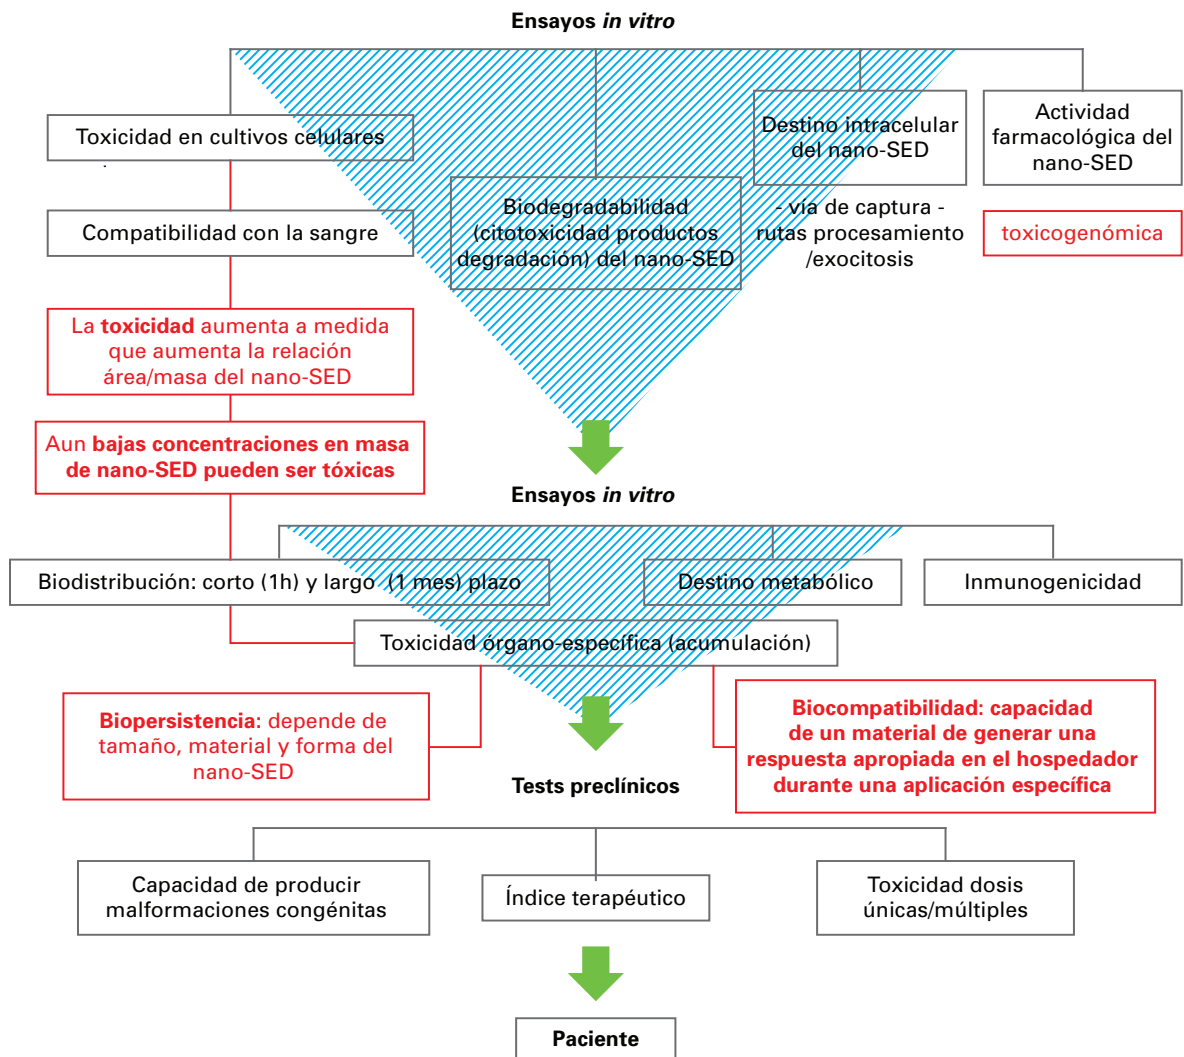 Ensayos in vitro
Toxicidad en cultivos celulares
Compatibilidad con la sangre
La toxicidad aumenta a medida
que aumenta la relación
área/masa del nano-SED
Aun bajas concentraciones en masa
de nano-SED pueden ser tóxicas
Biodegradabilidad
(citotoxicidad productos
degradación) del nano-SED
Destino intracelular
del nano-SED
- vía de captura -
rutas procesamiento
/exocitosis
Actividad
farmacológica del
nano-SED
toxicogenómica
Ensayos in vitro
Biodistribución: corto (1h) y largo (1 mes) plazo
Destino metabólico
Inmunogenicidad
Toxicidad órgano-específica (acumulación)
Biopersistencia: depende de
tamaño, material y forma del
nano-SED
Biocompatibilidad: capacidad
de un material de generar una
respuesta apropiada en el hospedador
durante una aplicación específica
Tests preclínicos
Capacidad de producir
malformaciones congénitas
Índice terapéutico
Toxicidad dosis
únicas/múltiples
Paciente